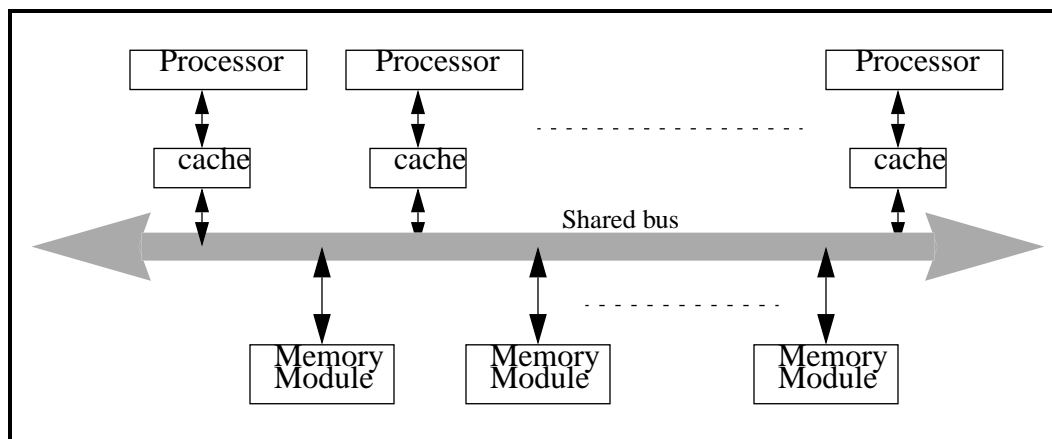 Processor
Processor
Processor
cache
cache
cache
Shared bus
Memory
Module
Memory
Module
Memory
Module